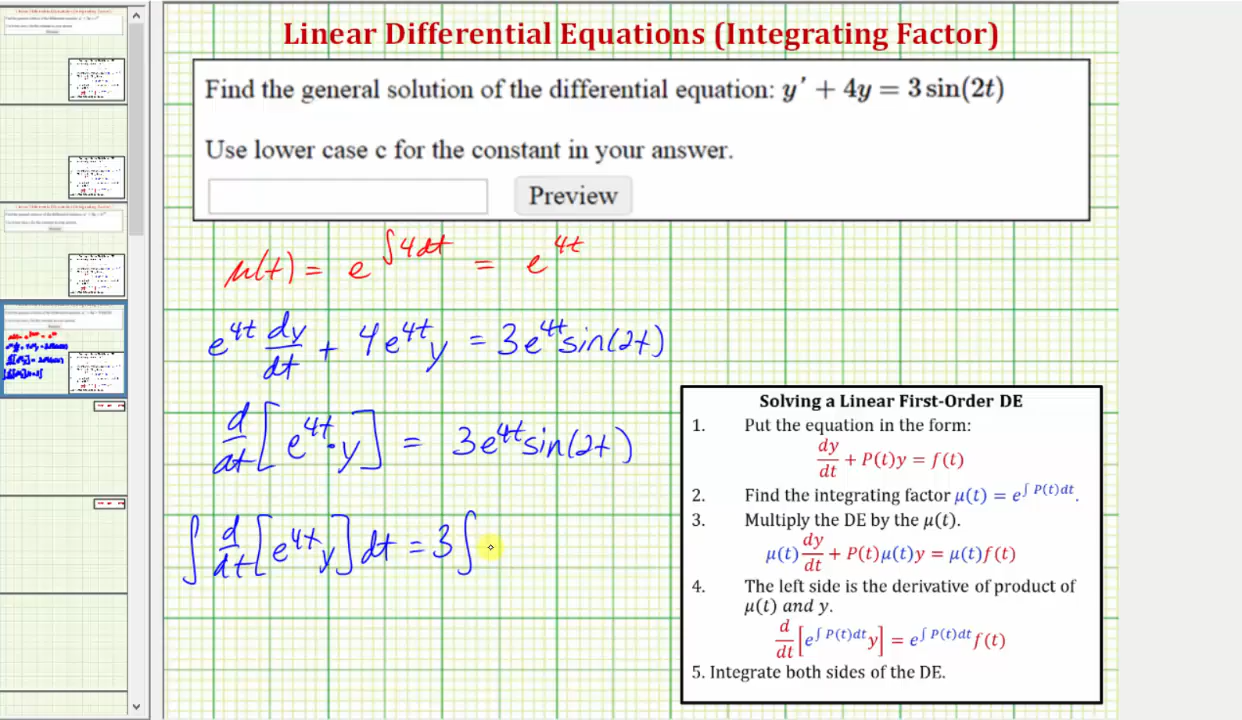 Linear Differential Equations (Integrating Factor)
Find the general solution of the differential equation: y′ + 4y = 3 sin(2t)
Use lower case c for the constant in your answer.
Preview
μ(t) = e^∫4dt = e^4t
e^4t dy/dt + 4e^4t y = 3e^4t sin(2t)
d/dt [e^4t · y] = 3e^4t sin(2t)
∫ d/dt [e^4t y] dt = 3∫
Solving a Linear First-Order DE
1. Put the equation in the form:
dy/dt + P(t)y = f(t)
2. Find the integrating factor μ(t) = e^∫P(t)dt.
3. Multiply the DE by the μ(t).
μ(t) dy/dt + P(t)μ(t)y = μ(t)f(t)
4. The left side is the derivative of product of
μ(t) and y.
d/dt [e^∫P(t)dt y] = e^∫P(t)dt f(t)
5. Integrate both sides of the DE.